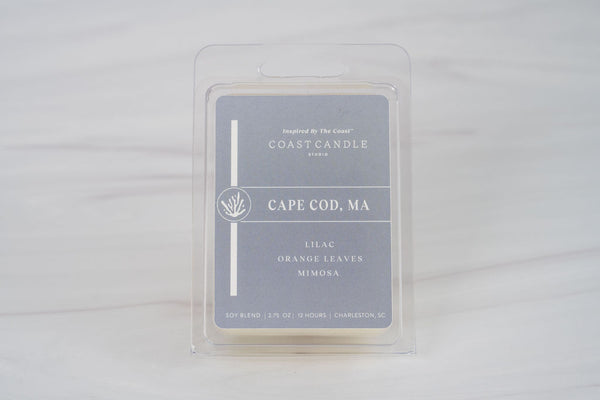 Inspired By The Coast™
COAST CANDLE
STUDIO
CAPE COD, MA
LILAC
ORANGE LEAVES
MIMOSA
SOY BLEND | 2.75 OZ | 12 HOURS | CHARLESTON, SC